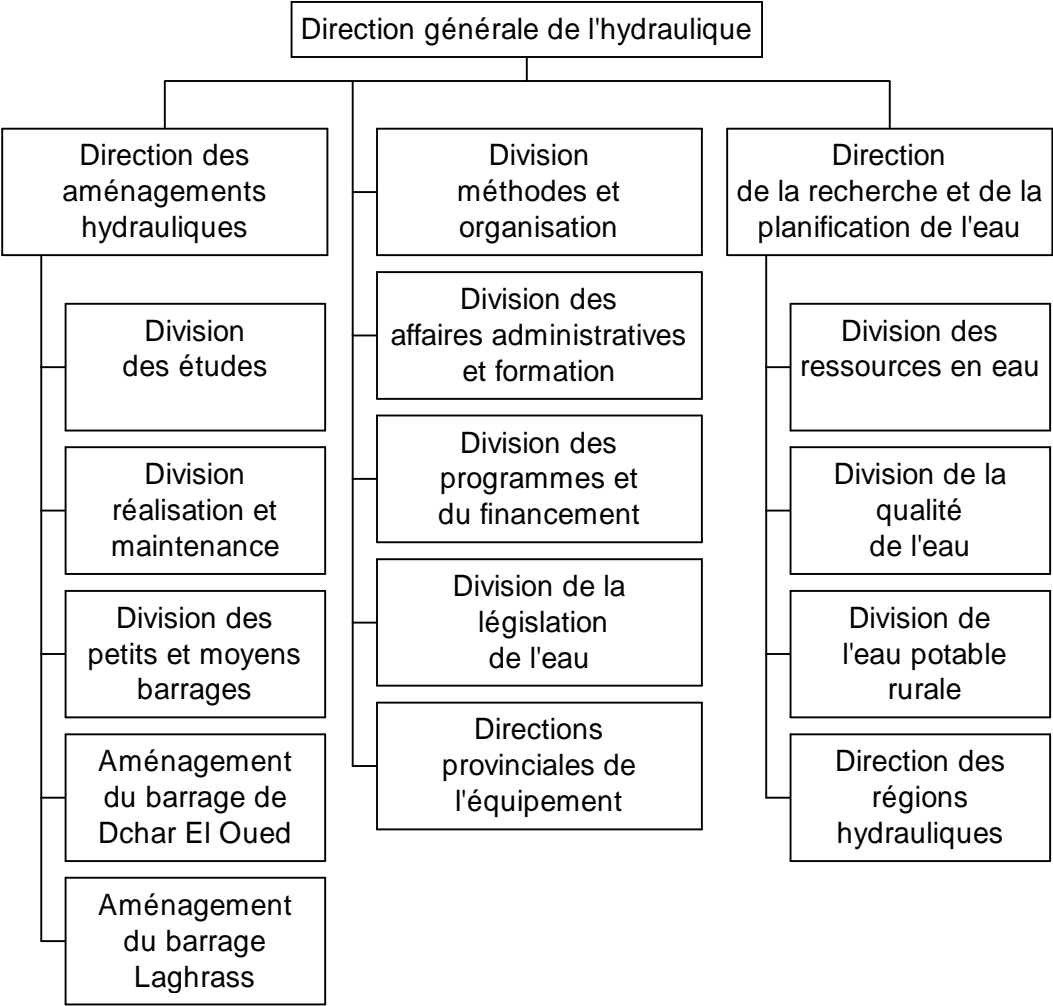 Direction générale de l'hydraulique
Direction des
aménagements
hydrauliques
Division
des études
Division
réalisation et
maintenance
Division des
petits et moyens
barrages
Aménagement
du barrage de
Dchar El Oued
Aménagement
du barrage
Laghrass
Division
méthodes et
organisation
Division des
affaires administratives
et formation
Division des
programmes et
du financement
Division de la
législation
de l'eau
Directions
provinciales de
l'équipement
Direction
de la recherche et de la
planification de l'eau
Division des
ressources en eau
Division de la
qualité
de l'eau
Division de
l'eau potable
rurale
Direction des
régions
hydrauliques